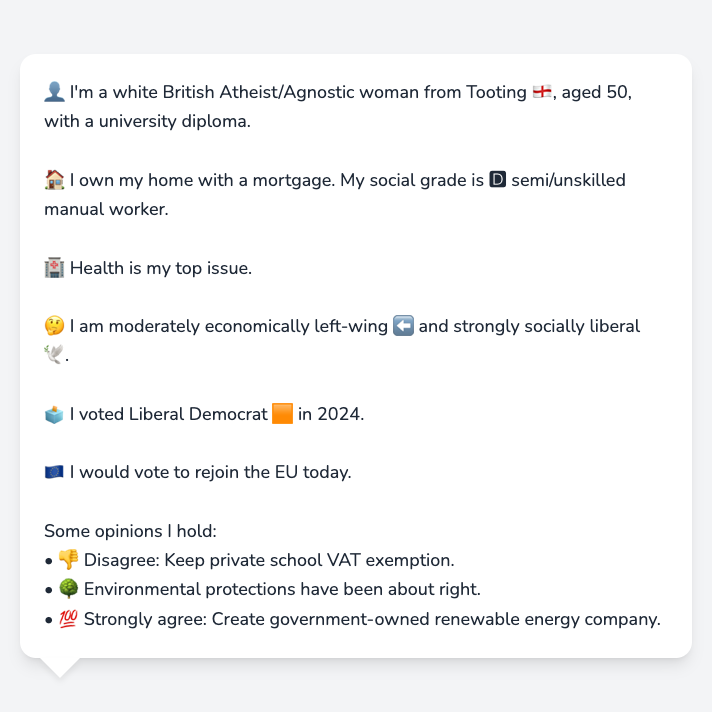 👤 I'm a white British Atheist/Agnostic woman from Tooting 🏴󠁧󠁢󠁥󠁮󠁧󠁿, aged 50,
with a university diploma.
🏠 I own my home with a mortgage. My social grade is 🅳 semi/unskilled
manual worker.
🏥 Health is my top issue.
🤔 I am moderately economically left-wing ⬅️ and strongly socially liberal
🕊️.
🗳️ I voted Liberal Democrat 🟧 in 2024.
🇪🇺 I would vote to rejoin the EU today.
Some opinions I hold:
• 👎 Disagree: Keep private school VAT exemption.
• 🌳 Environmental protections have been about right.
• 💯 Strongly agree: Create government-owned renewable energy company.